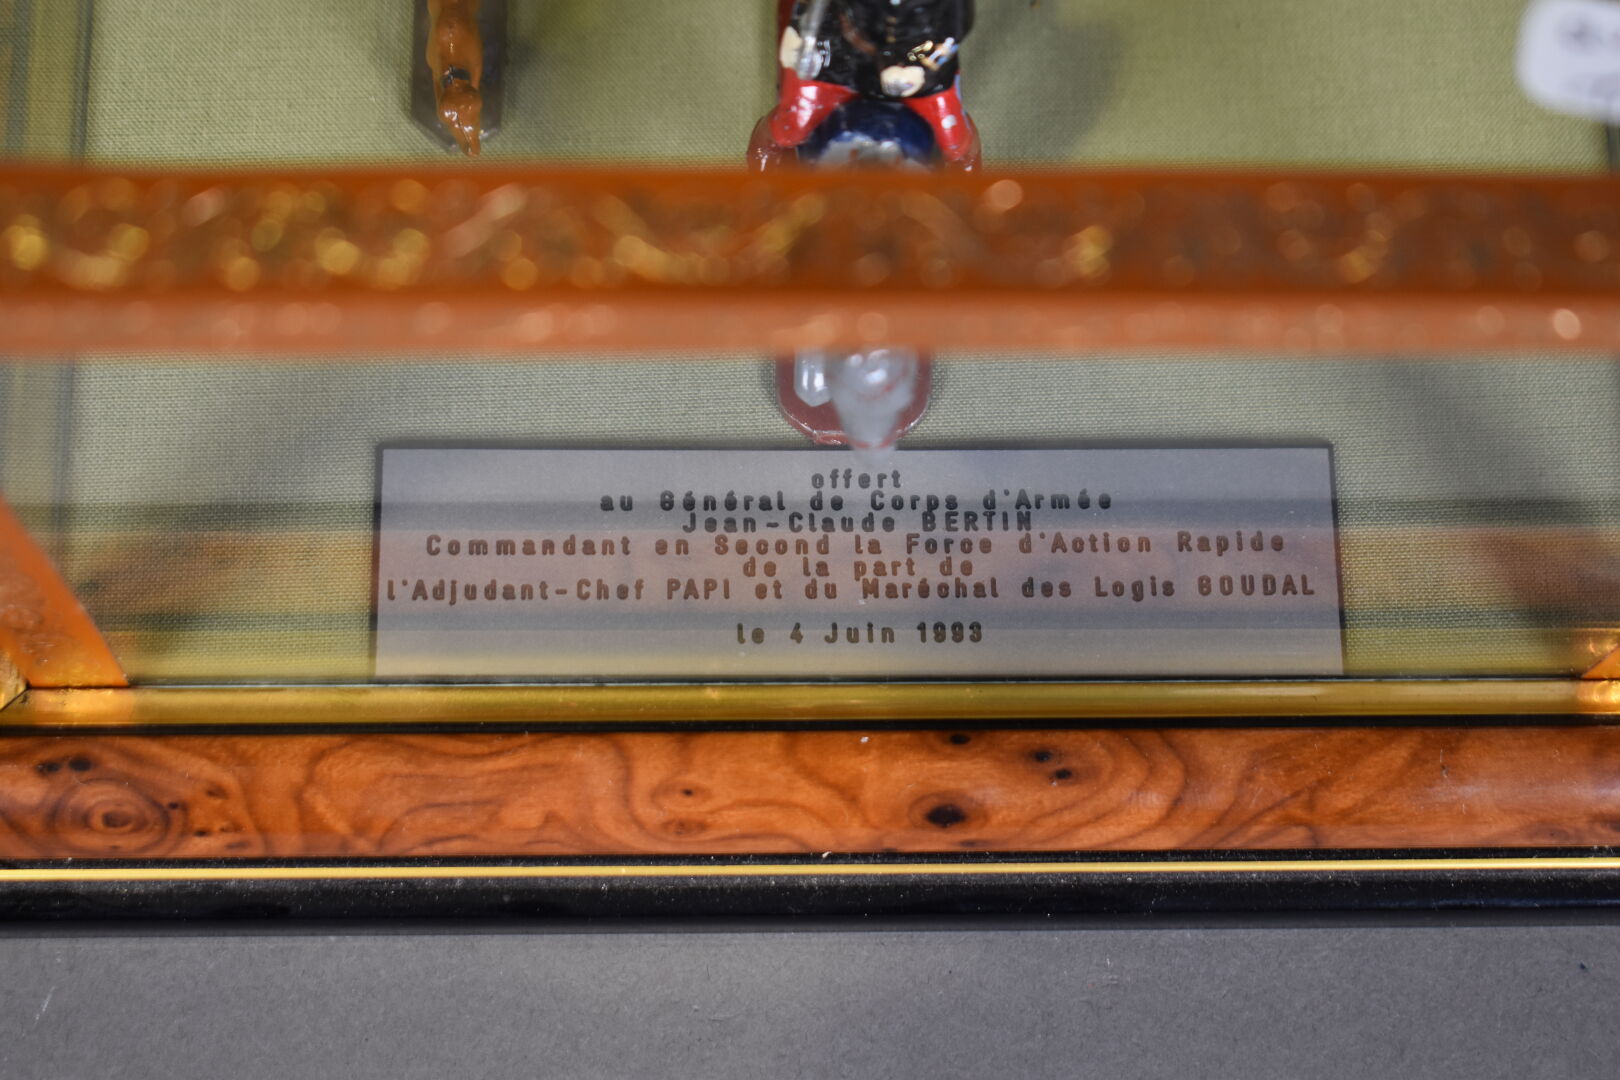 offert
au Général de Corps d'Armée
Jean-Claude BERTIN
Commandant en Second la Force d'Action Rapide
de la part de
l'Adjudant-Chef PAPI et du Maréchal des Logis BOUDAL
le 4 Juin 1993